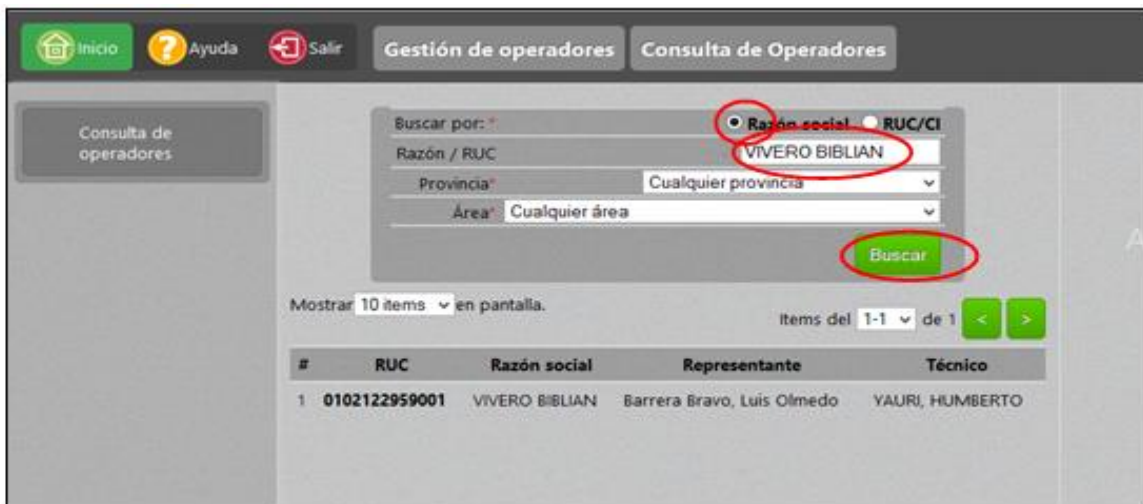 Inicio Ayuda Salir Gestión de operadores Consulta de Operadores
Consulta de
operadores
Buscar por: * Razón social RUC/CI
Razón / RUC VIVERO BIBLIAN
Provincia* Cualquier provincia
Área* Cualquier área
Buscar
Mostrar 10 items en pantalla.
Items del 1-1 de 1 < >
# RUC Razón social Representante Técnico
1 0102122959001 VIVERO BIBLIAN Barrera Bravo, Luis Olmedo YAURI, HUMBERTO